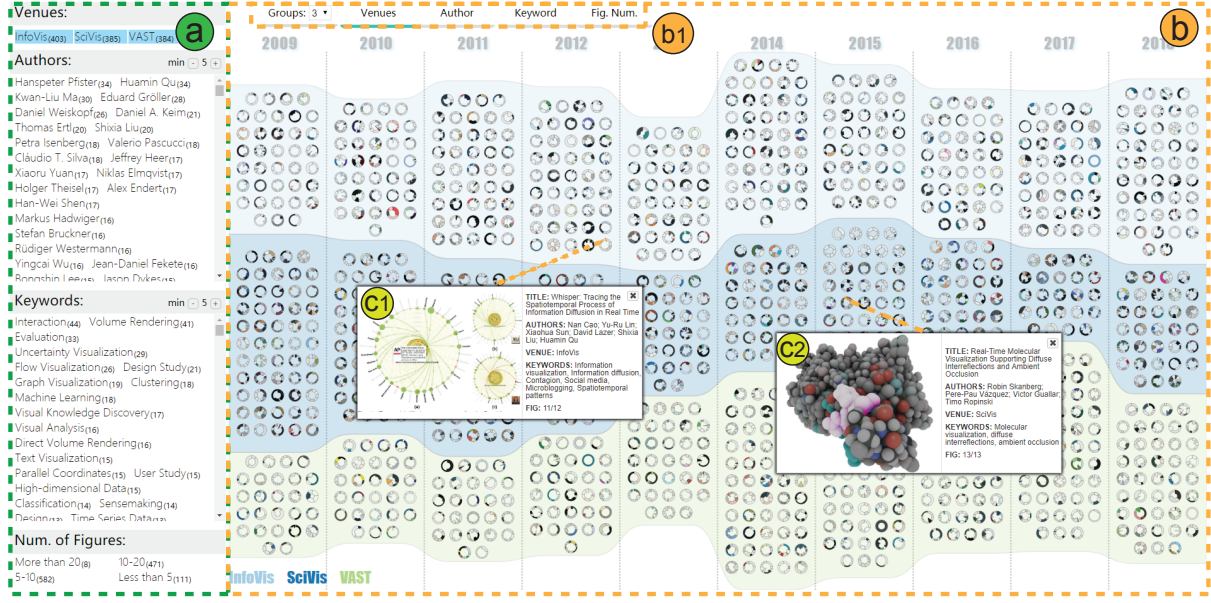 Venues:
InfoVis(403) SciVis(385) VAST(384)
a
Authors: min - 5 +
Hanspeter Pfister(34) Huamin Qu(34)
Kwan-Liu Ma(30) Eduard Gröller(28)
Daniel Weiskopf(26) Daniel A. Keim(21)
Thomas Ertl(20) Shixia Liu(20)
Petra Isenberg(18) Valerio Pascucci(18)
Cláudio T. Silva(18) Jeffrey Heer(17)
Xiaoru Yuan(17) Niklas Elmqvist(17)
Holger Theisel(17) Alex Endert(17)
Han-Wei Shen(17)
Markus Hadwiger(16)
Stefan Bruckner(16)
Rüdiger Westermann(16)
Yingcai Wu(16) Jean-Daniel Fekete(16)
Bongshin Lee(15) Jason Dykes(15)
Keywords: min - 5 +
Interaction(44) Volume Rendering(41)
Evaluation(33)
Uncertainty Visualization(29)
Flow Visualization(26) Design Study(21)
Graph Visualization(19) Clustering(18)
Machine Learning(18)
Visual Knowledge Discovery(17)
Visual Analysis(16)
Direct Volume Rendering(16)
Text Visualization(15)
Parallel Coordinates(15) User Study(15)
High-dimensional Data(15)
Classification(14) Sensemaking(14)
Design(13) Time Series Data(13)
Num. of Figures:
More than 20(8) 10-20(471)
5-10(582) Less than 5(111)
Groups: 3 Venues Author Keyword Fig. Num.
b1
b
2009 2010 2011 2012 2014 2015 2016 2017
C1
TITLE: Whisper: Tracing the
Spatiotemporal Process of
Information Diffusion in Real Time
AUTHORS: Nan Cao; Yu-Ru Lin;
Xiaohua Sun; David Lazer; Shixia
Liu; Huamin Qu
VENUE: InfoVis
KEYWORDS: Information
visualization, Information diffusion,
Contagion, Social media,
Microblogging, Spatiotemporal
patterns
FIG: 11/12
C2
TITLE: Real-Time Molecular
Visualization Supporting Diffuse
Interreflections and Ambient
Occlusion
AUTHORS: Robin Skanberg;
Pere-Pau Vázquez; Victor Guallar;
Timo Ropinski
VENUE: SciVis
KEYWORDS: Molecular
visualization, diffuse
interreflections, ambient occlusion
FIG: 13/13
InfoVis SciVis VAST